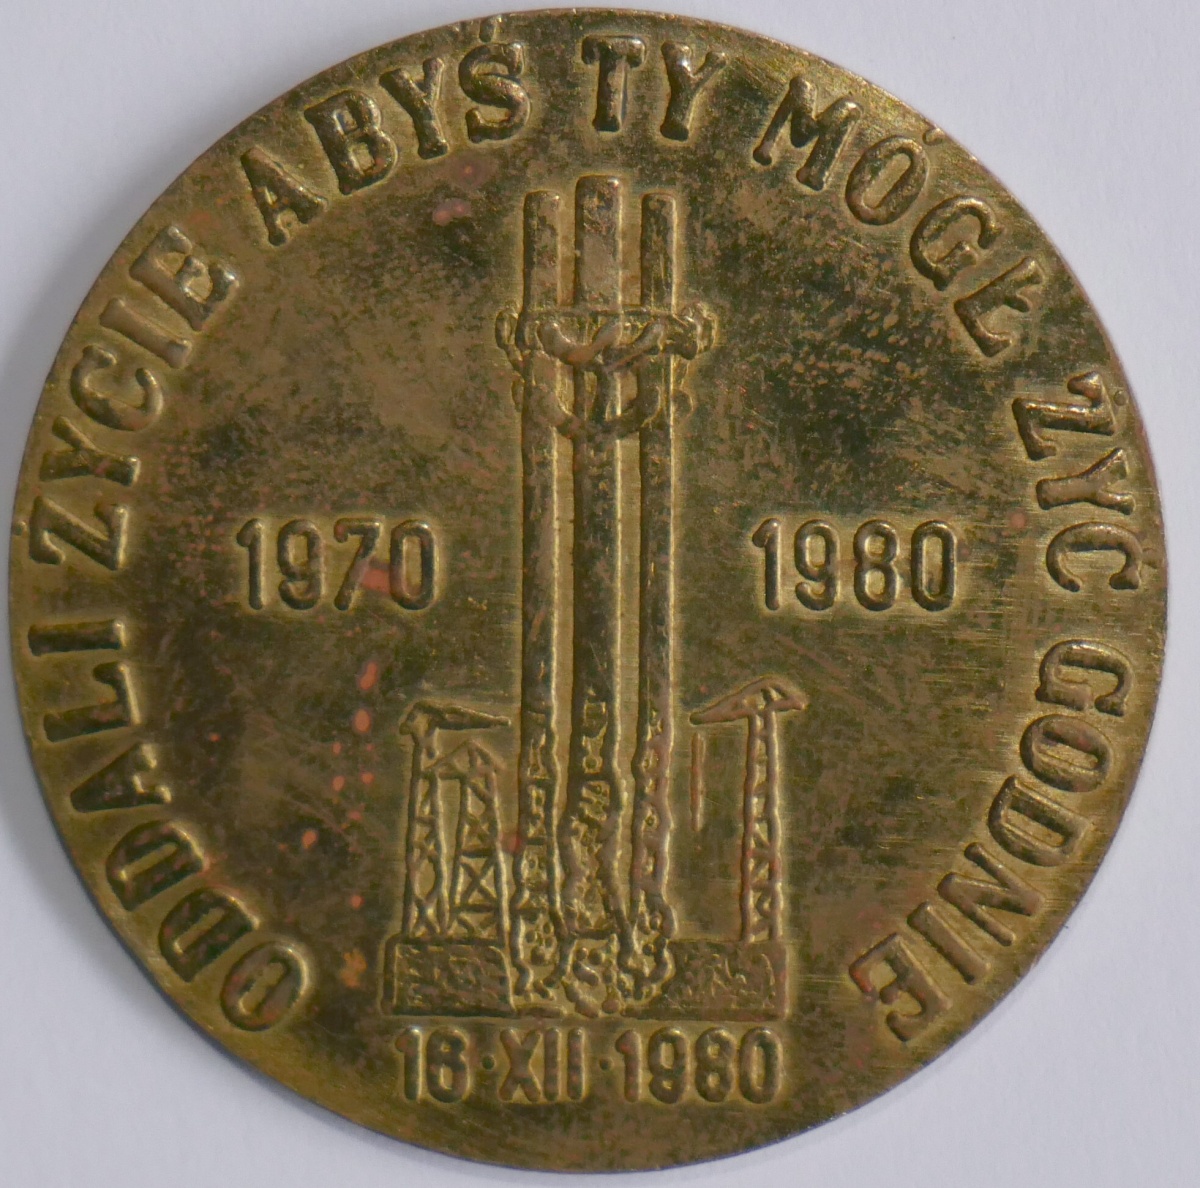 ODDALI ŻYCIE ABYŚ TY MÓGŁ ŻYĆ GODNIE
1970 1980
16·XII·1980